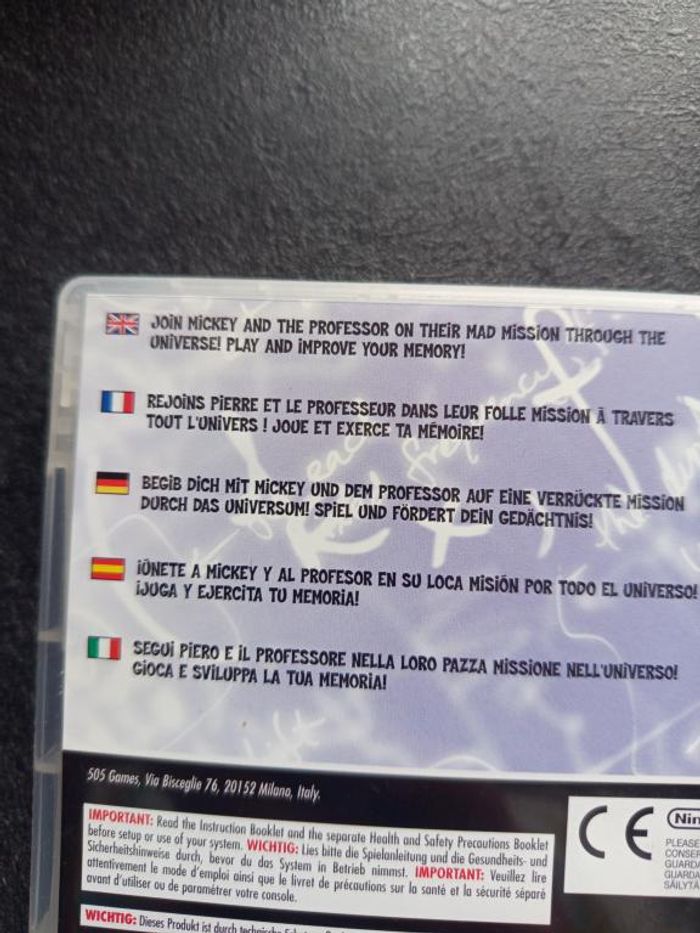 JOIN MICKEY AND THE PROFESSOR ON THEIR MAD MISSION THROUGH THE
UNIVERSE! PLAY AND IMPROVE YOUR MEMORY!
REJOINS PIERRE ET LE PROFESSEUR DANS LEUR FOLLE MISSION À TRAVERS
TOUT L'UNIVERS ! JOUE ET EXERCE TA MÉMOIRE!
BEGIB DICH MIT MICKEY UND DEM PROFESSOR AUF EINE VERRÜCKTE MISSION
DURCH DAS UNIVERSUM! SPIEL UND FÖRDERT DEIN GEDÄCHTNIS!
¡ÚNETE A MICKEY Y AL PROFESOR EN SU LOCA MISIÓN POR TODO EL UNIVERSO!
¡JUGA Y EJERCITA TU MEMORIA!
SEGUI PIERO E IL PROFESSORE NELLA LORO PAZZA MISSIONE NELL'UNIVERSO!
GIOCA E SVILUPPA LA TUA MEMORIA!
505 Games, Via Bisceglie 76, 20152 Milano, Italy.
IMPORTANT: Read the Instruction Booklet and the separate Health and Safety Precautions Booklet
before setup or use of your system. WICHTIG: Lies bitte die Spielanleitung und die Gesundheits- und
Sicherheitshinweise durch, bevor du das System in Betrieb nimmst. IMPORTANT: Veuillez lire
attentivement le mode d'emploi ainsi que le livret de précautions sur la santé et la sécurité séparé
avant d'utiliser ou de paramétrer votre console.
CE
Nin
PLEASE
CONSER
GUARDA
GUARDA
SÄILYTÄ
WICHTIG: Dieses Produkt ist durch